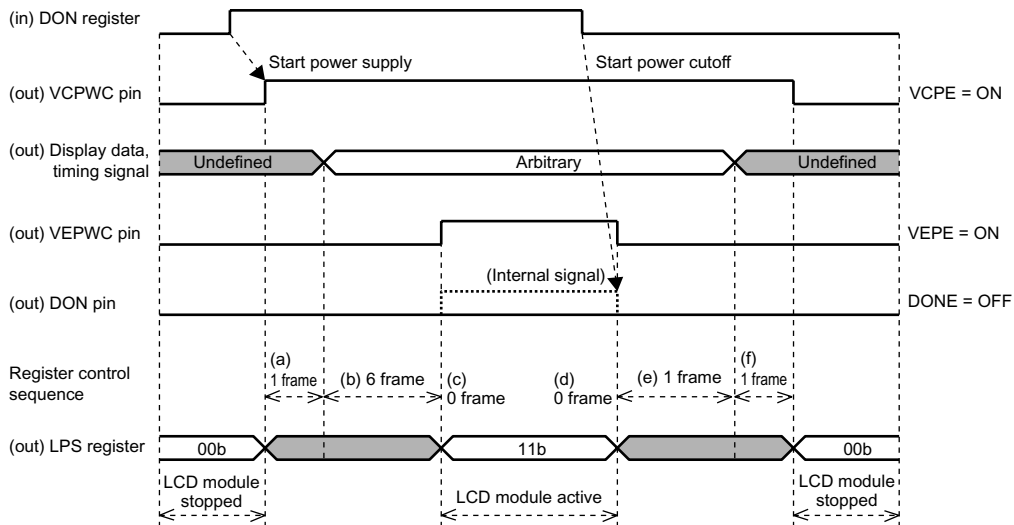 (in) DON register
Start power supply
Start power cutoff
(out) VCPWC pin
VCPE = ON
(out) Display data,
timing signal
Undefined
Arbitrary
Undefined
(out) VEPWC pin
VEPE = ON
(Internal signal)
(out) DON pin
DONE = OFF
Register control
sequence
(a)
1 frame
(b) 6 frame
(c)
0 frame
(d)
0 frame
(e) 1 frame
(f)
1 frame
(out) LPS register
00b
11b
00b
LCD module
stopped
LCD module active
LCD module
stopped